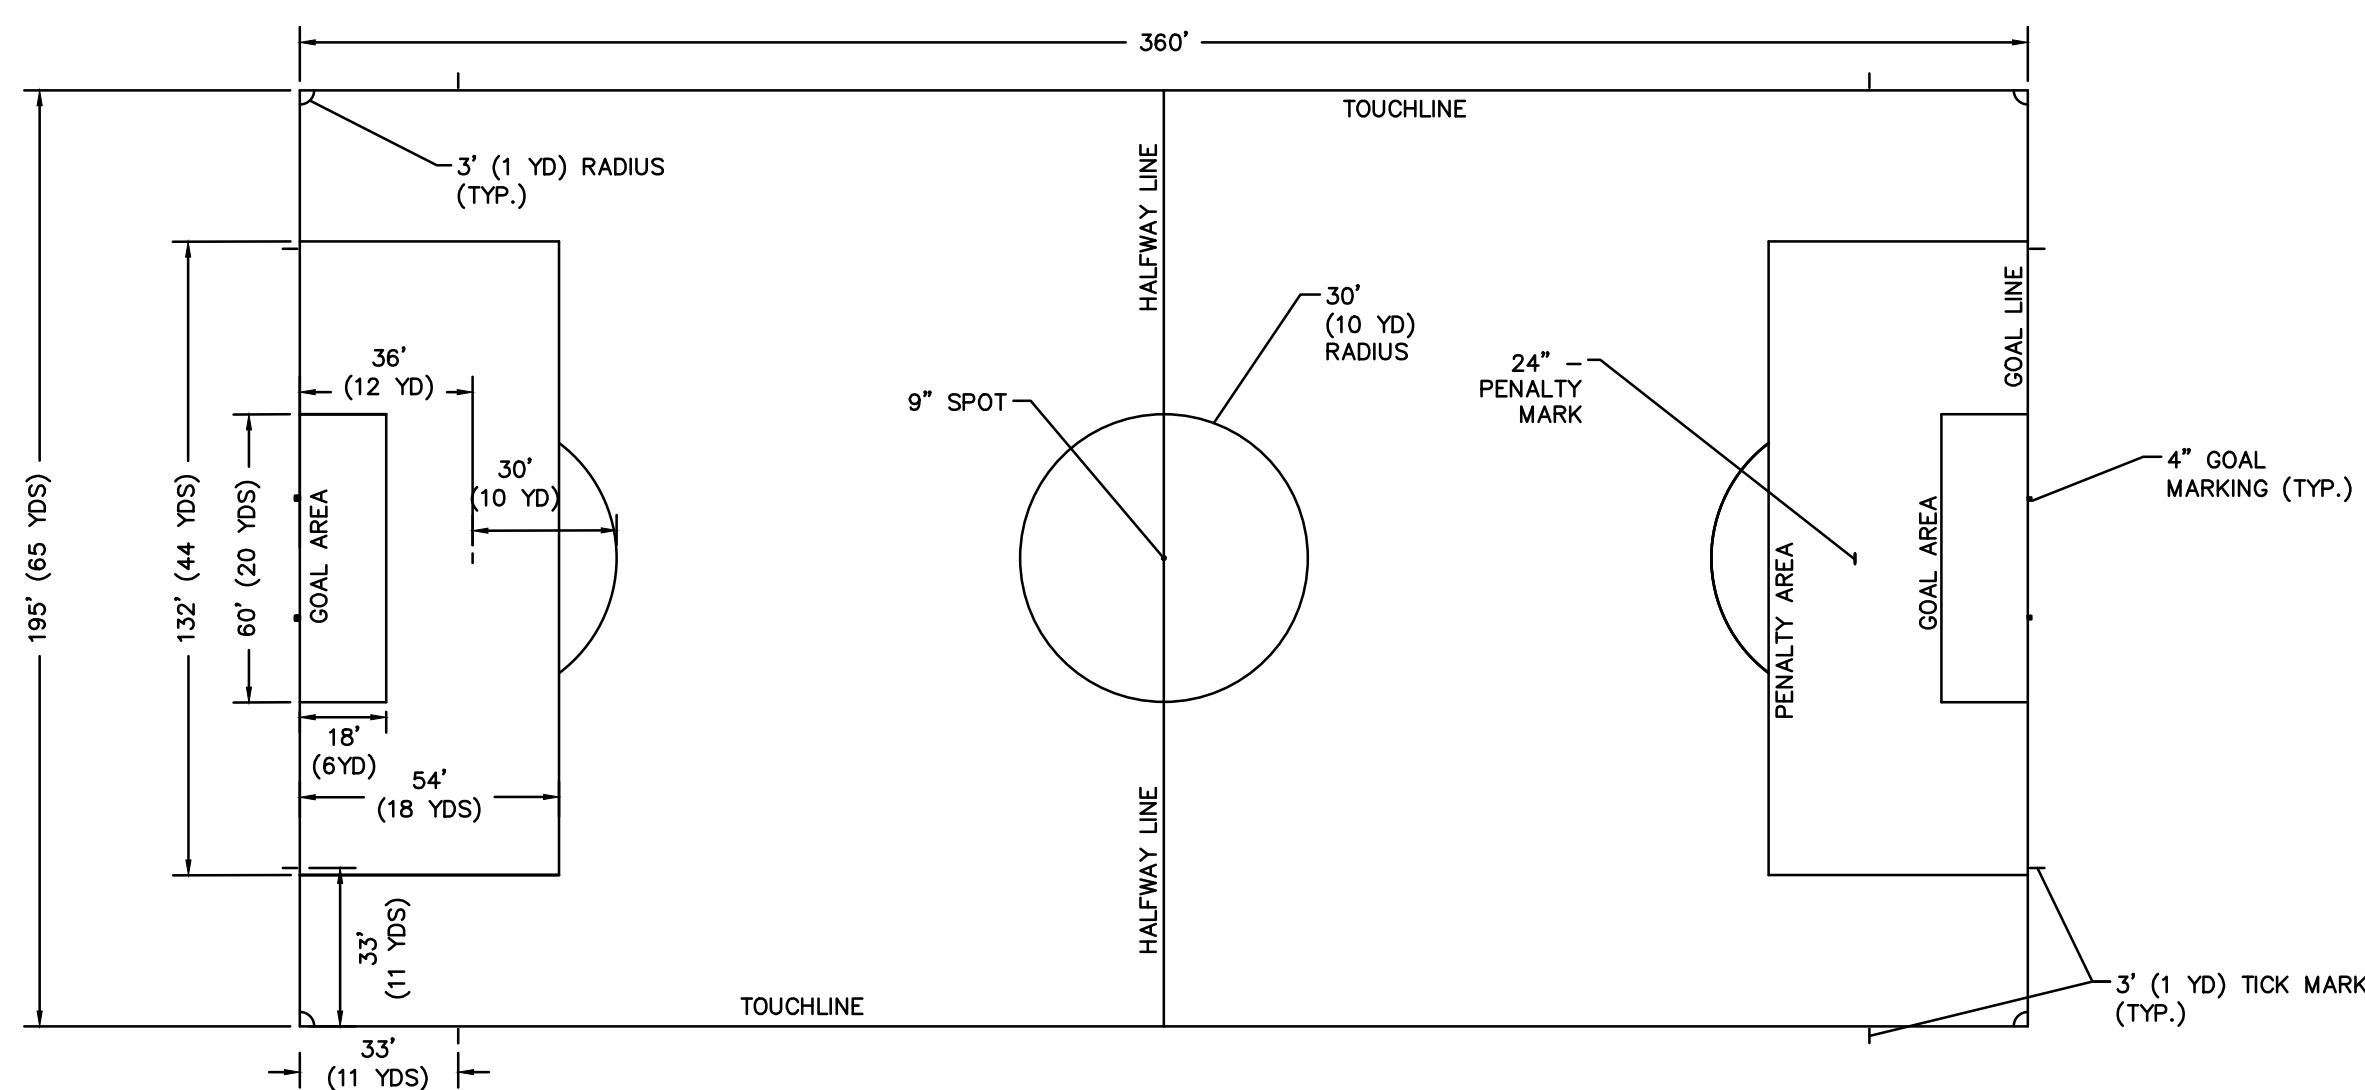 360'
TOUCHLINE
3' (1 YD) RADIUS
(TYP.)
HALFWAY LINE
30'
(10 YD)
RADIUS
GOAL LINE
36'
(12 YD)
24" –
PENALTY
MARK
9" SPOT
30'
(10 YD)
4" GOAL
MARKING (TYP.)
195' (65 YDS)
132' (44 YDS)
60' (20 YDS)
GOAL AREA
PENALTY AREA
GOAL AREA
18'
(6YD)
54'
(18 YDS)
HALFWAY LINE
33'
(11 YDS)
TOUCHLINE
3' (1 YD) TICK MARK
(TYP.)
33'
(11 YDS)